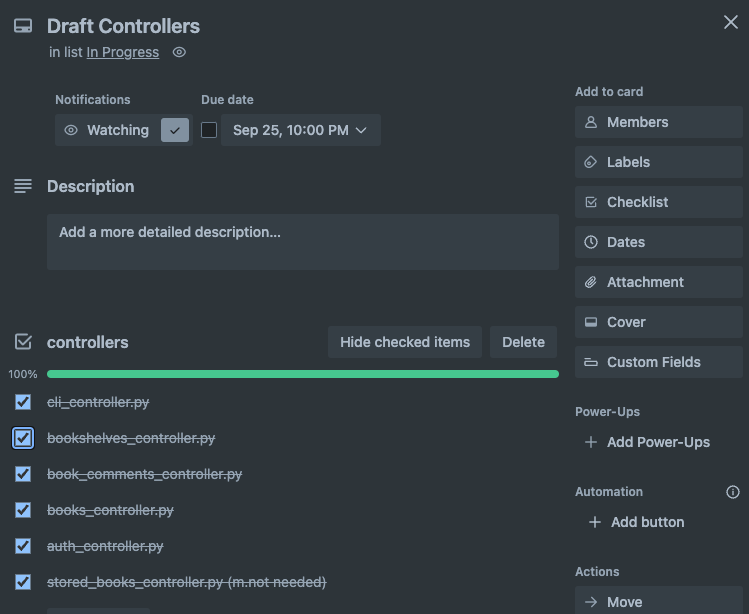 Draft Controllers
in list In Progress
Notifications
Watching
Due date
Sep 25, 10:00 PM
Description
Add a more detailed description...
controllers
Hide checked items
Delete
100%
cli_controller.py
bookshelves_controller.py
book_comments_controller.py
books_controller.py
auth_controller.py
stored_books_controller.py (m.not needed)
Add to card
Members
Labels
Checklist
Dates
Attachment
Cover
Custom Fields
Power-Ups
Add Power-Ups
Automation
Add button
Actions
Move